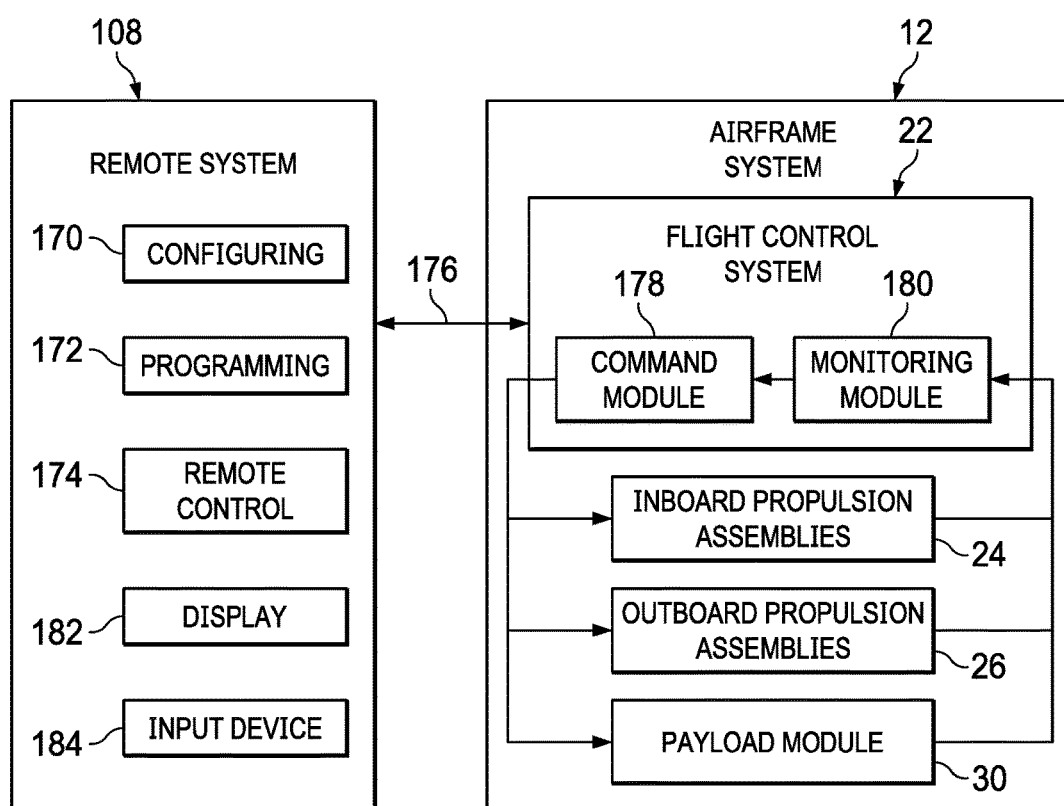 108
REMOTE SYSTEM
170
CONFIGURING
172
PROGRAMMING
174
REMOTE
CONTROL
182
DISPLAY
184
INPUT DEVICE
176
12
AIRFRAME
SYSTEM
22
FLIGHT CONTROL
SYSTEM
178
180
COMMAND
MODULE
MONITORING
MODULE
INBOARD PROPULSION
ASSEMBLIES
24
OUTBOARD PROPULSION
ASSEMBLIES
26
PAYLOAD MODULE
30